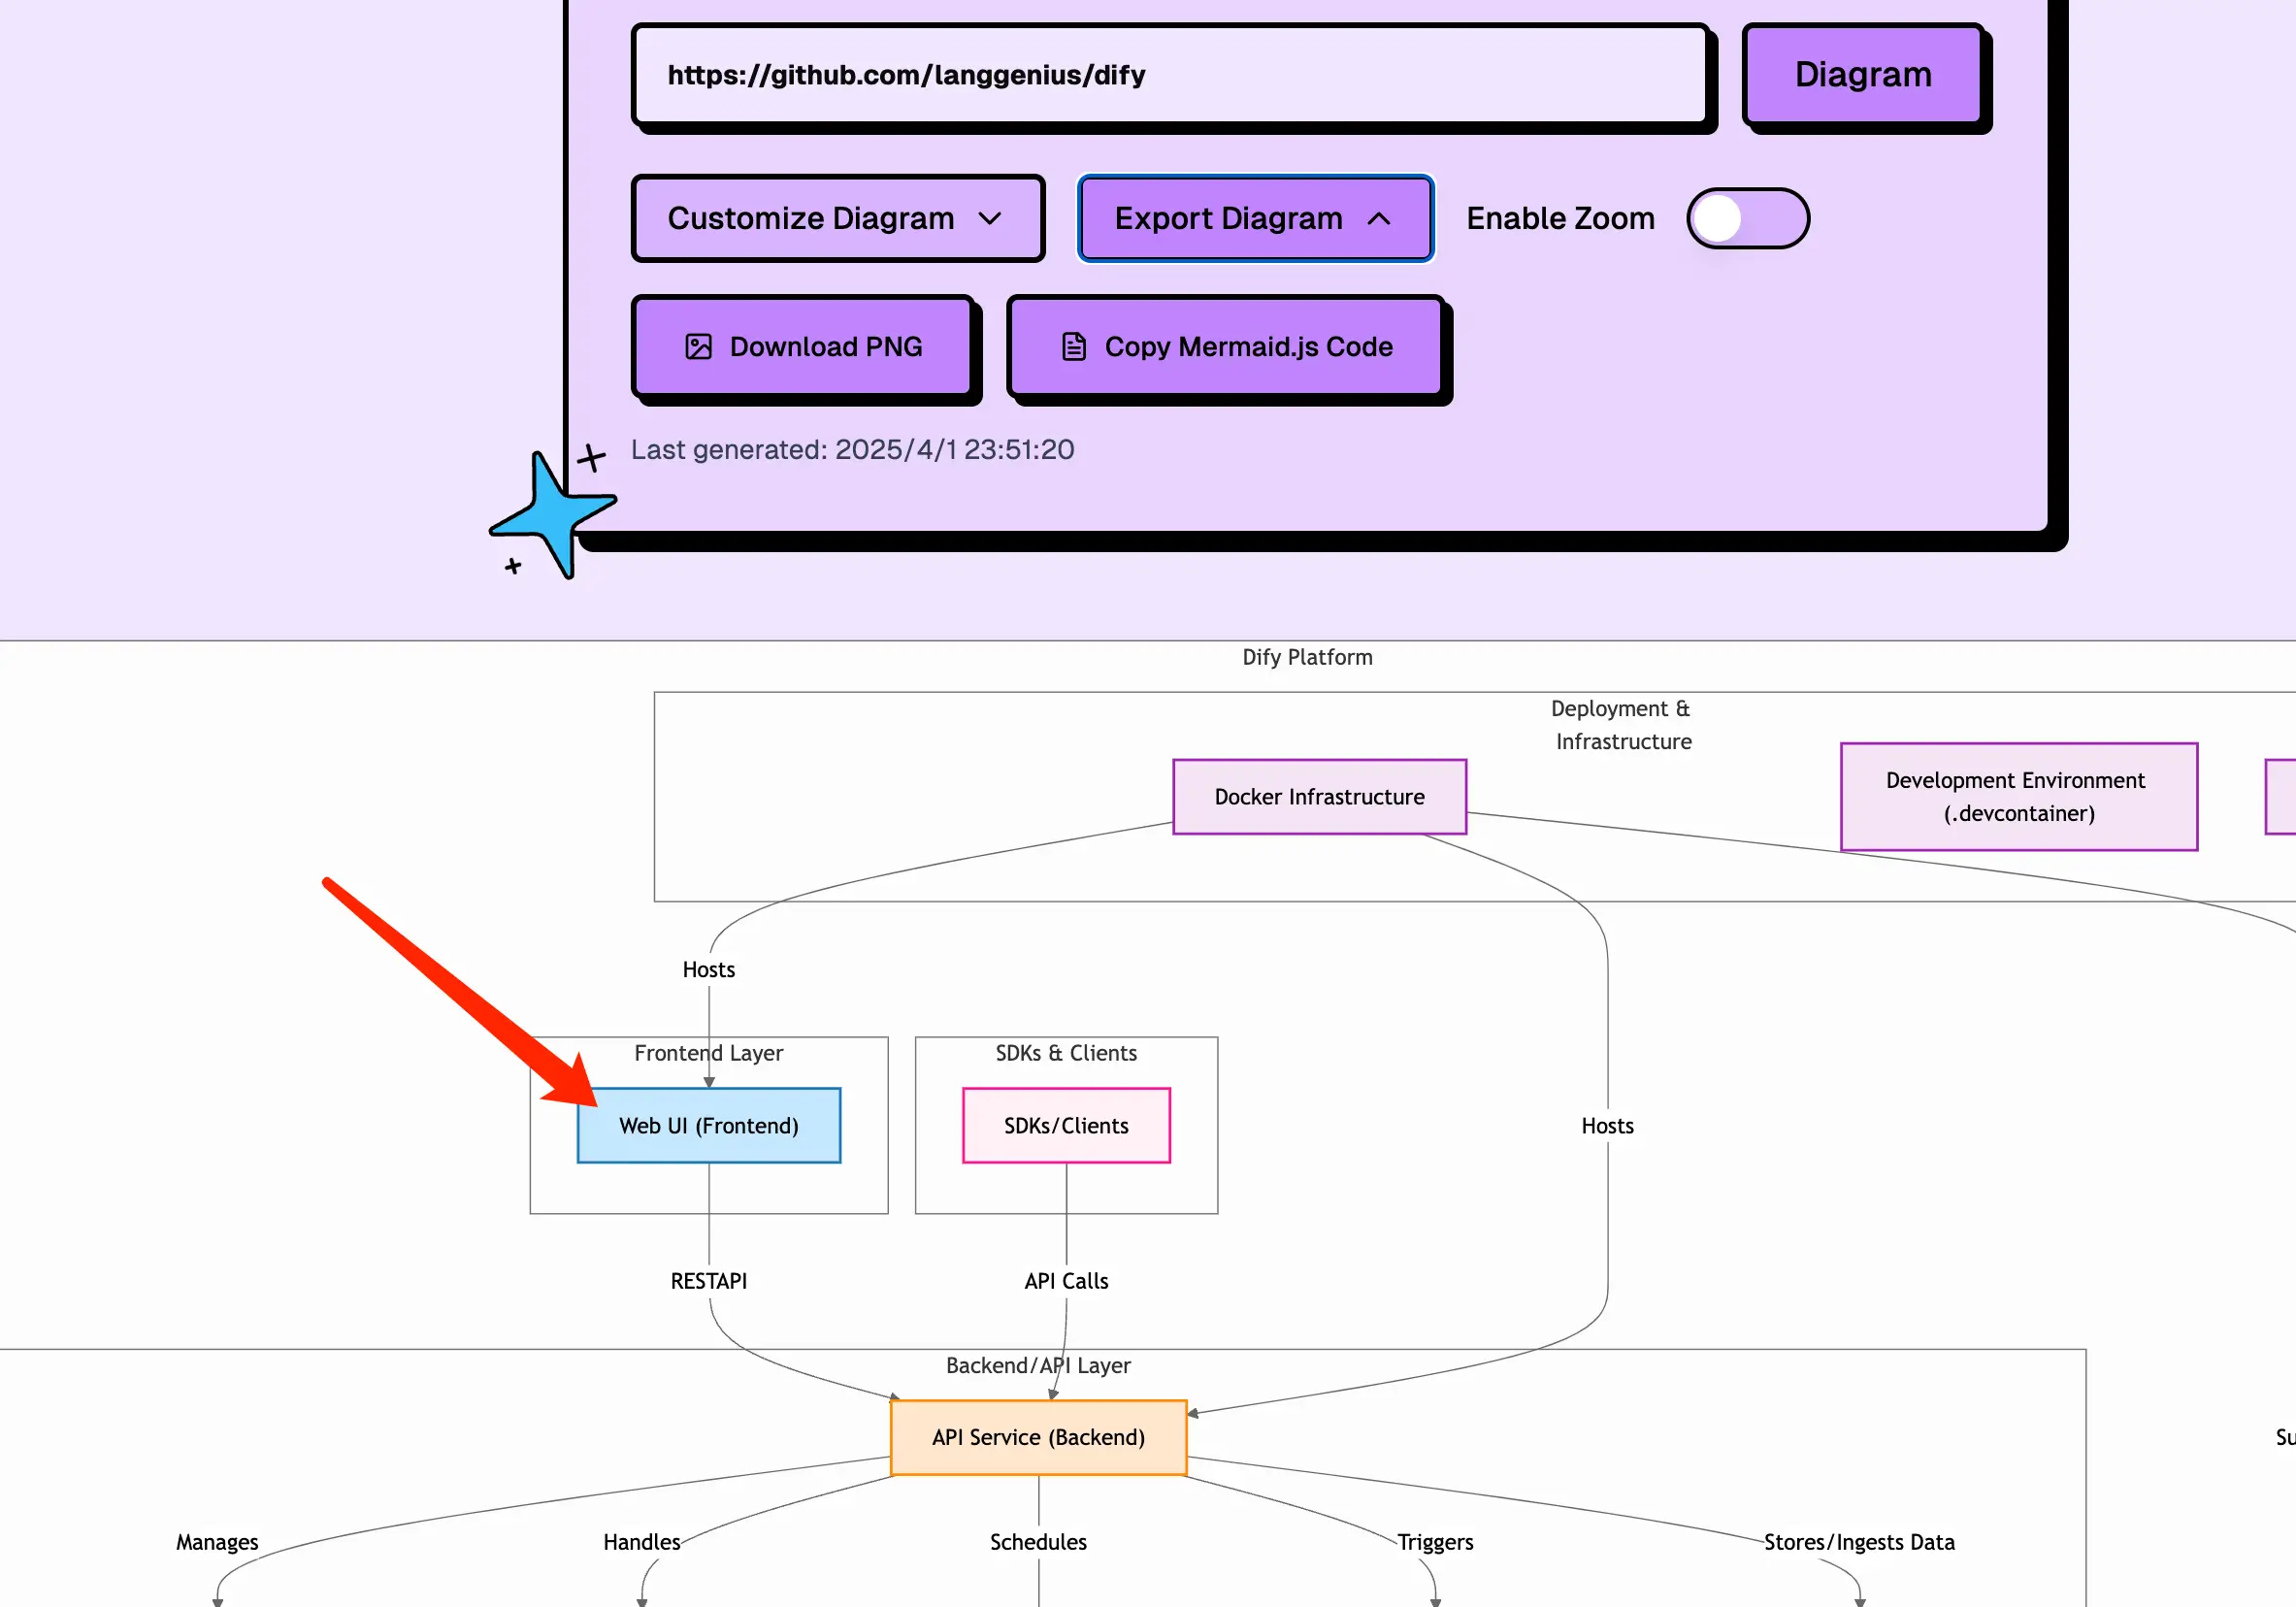 https://github.com/langgenius/dify
Diagram
Customize Diagram
Export Diagram
Enable Zoom
Download PNG
Copy Mermaid.js Code
Last generated: 2025/4/1 23:51:20
Dify Platform
Deployment &
Infrastructure
Docker Infrastructure
Development Environment
(.devcontainer)
Hosts
Frontend Layer
SDKs & Clients
Web UI (Frontend)
SDKs/Clients
Hosts
RESTAPI
API Calls
Backend/API Layer
API Service (Backend)
Manages
Handles
Schedules
Triggers
Stores/Ingests Data